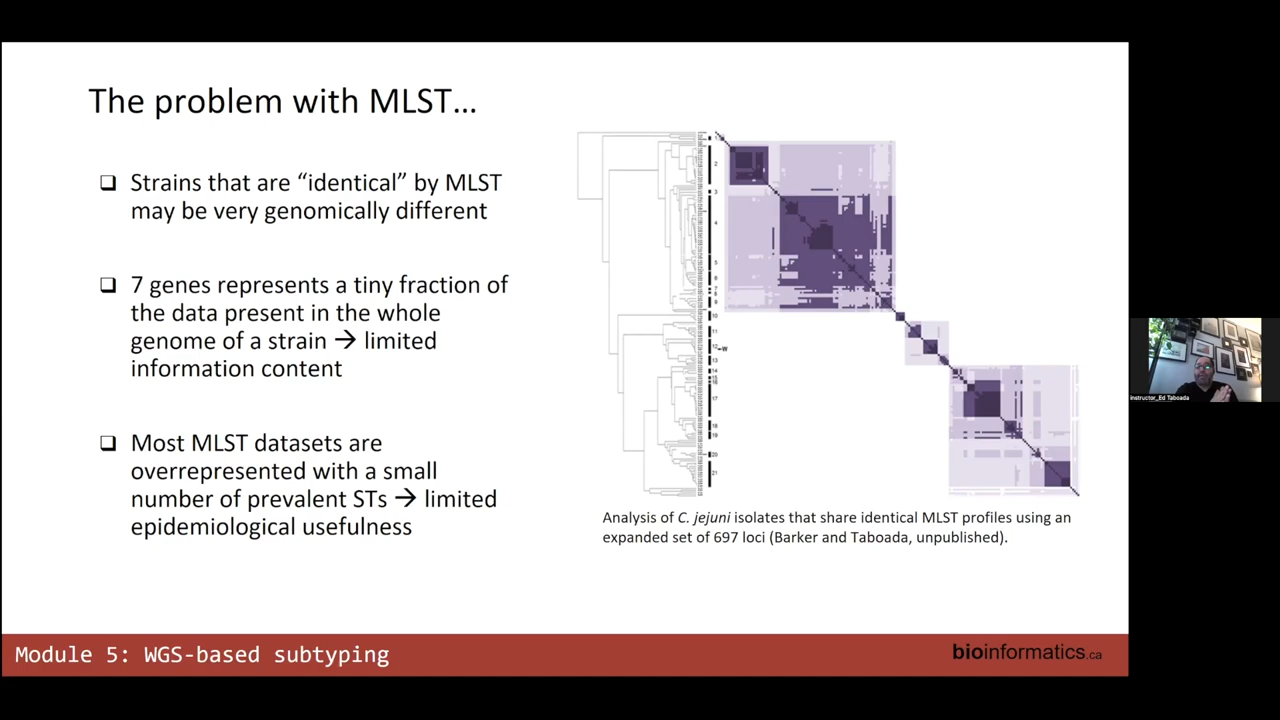 The problem with MLST...
❑ Strains that are “identical” by MLST
may be very genomically different
❑ 7 genes represents a tiny fraction of
the data present in the whole
genome of a strain → limited
information content
❑ Most MLST datasets are
overrepresented with a small
number of prevalent STs → limited
epidemiological usefulness
Analysis of C. jejuni isolates that share identical MLST profiles using an
expanded set of 697 loci (Barker and Taboada, unpublished).
instructor_Ed Taboada
Module 5: WGS-based subtyping
bioinformatics.ca